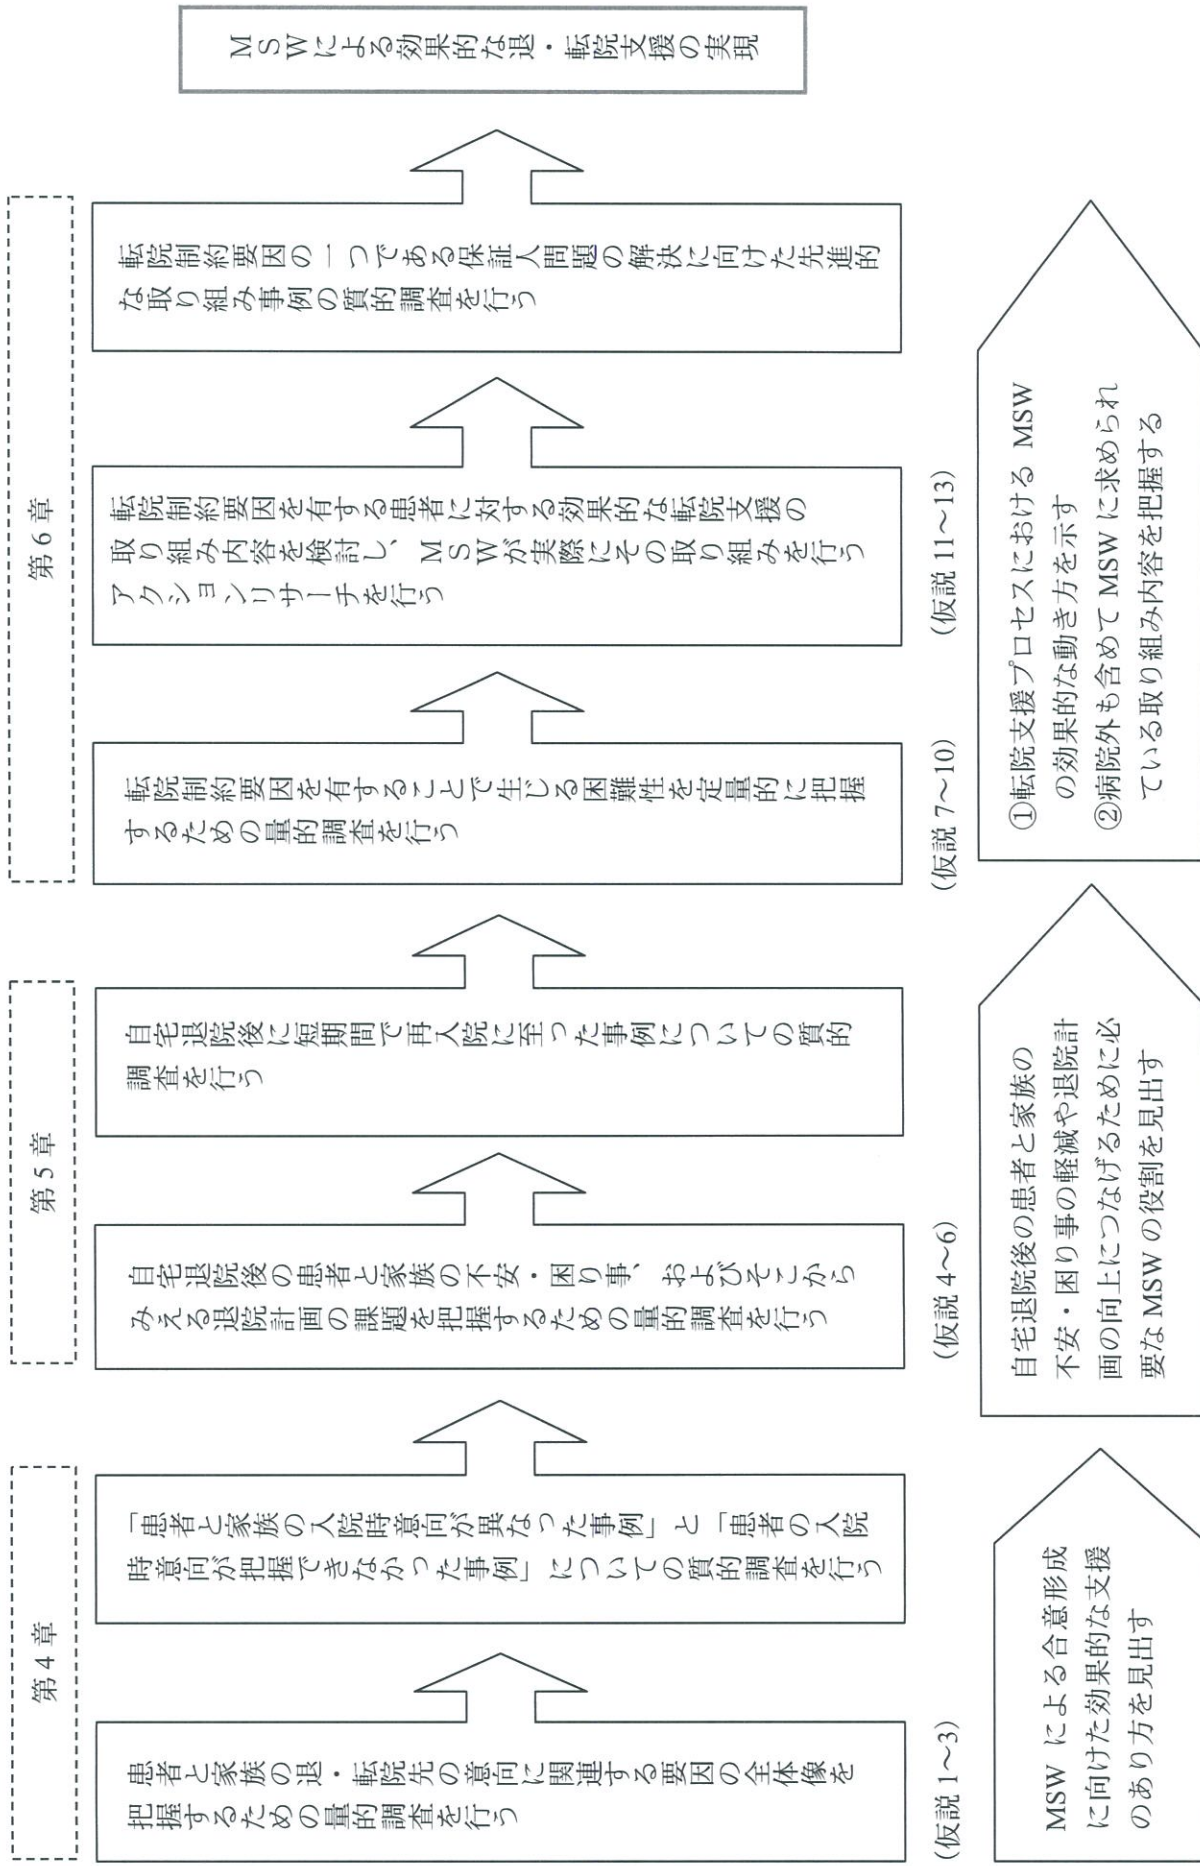 第4章
患者と家族の退・転院先の意向に関連する要因の全体像を
把握するための量的調査を行う
(仮説 1～3)
「患者と家族の入院時意向が異なった事例」と「患者の入院
時意向が把握できなかった事例」についての質的調査を行う
MSW による合意形成
に向けた効果的な支援
のあり方を見出す
第5章
自宅退院後の患者と家族の不安・困り事、およびそこから
みえる退院計画の課題を把握するための量的調査を行う
(仮説 4～6)
自宅退院後に短期間で再入院に至った事例についての質的
調査を行う
自宅退院後の患者と家族の
不安・困り事の軽減や退院計
画の向上につなげるために必
要な MSW の役割を見出す
第6章
転院制約要因を有することで生じる困難性を定量的に把握
するための量的調査を行う
(仮説 7～10)
転院制約要因を有する患者に対する効果的な転院支援の
取り組み内容を検討し、MSWが実際にその取り組みを行う
アクションリサーチを行う
(仮説 11～13)
転院制約要因の一つである保証人問題の解決に向けた先進的
な取り組み事例の質的調査を行う
①転院支援プロセスにおける MSW
の効果的な動き方を示す
②病院外も含めて MSW に求められ
ている取り組み内容を把握する
MSWによる効果的な退・転院支援の実現